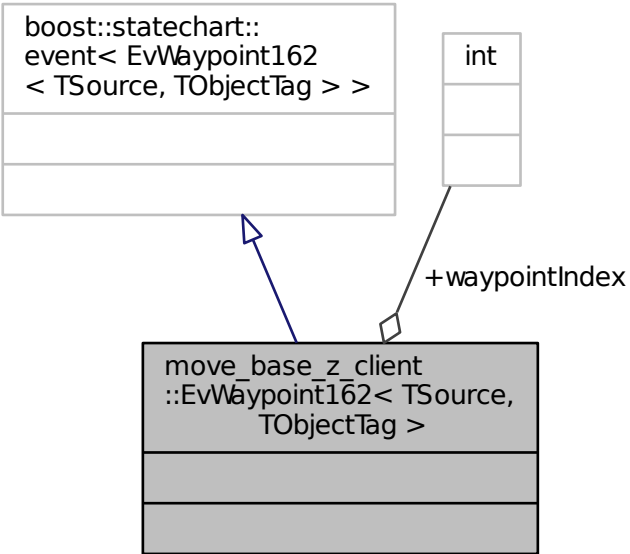 boost::statechart::
event< EvWaypoint162
< TSource, TObjectTag > >
int
+waypointIndex
move_base_z_client
::EvWaypoint162< TSource,
TObjectTag >